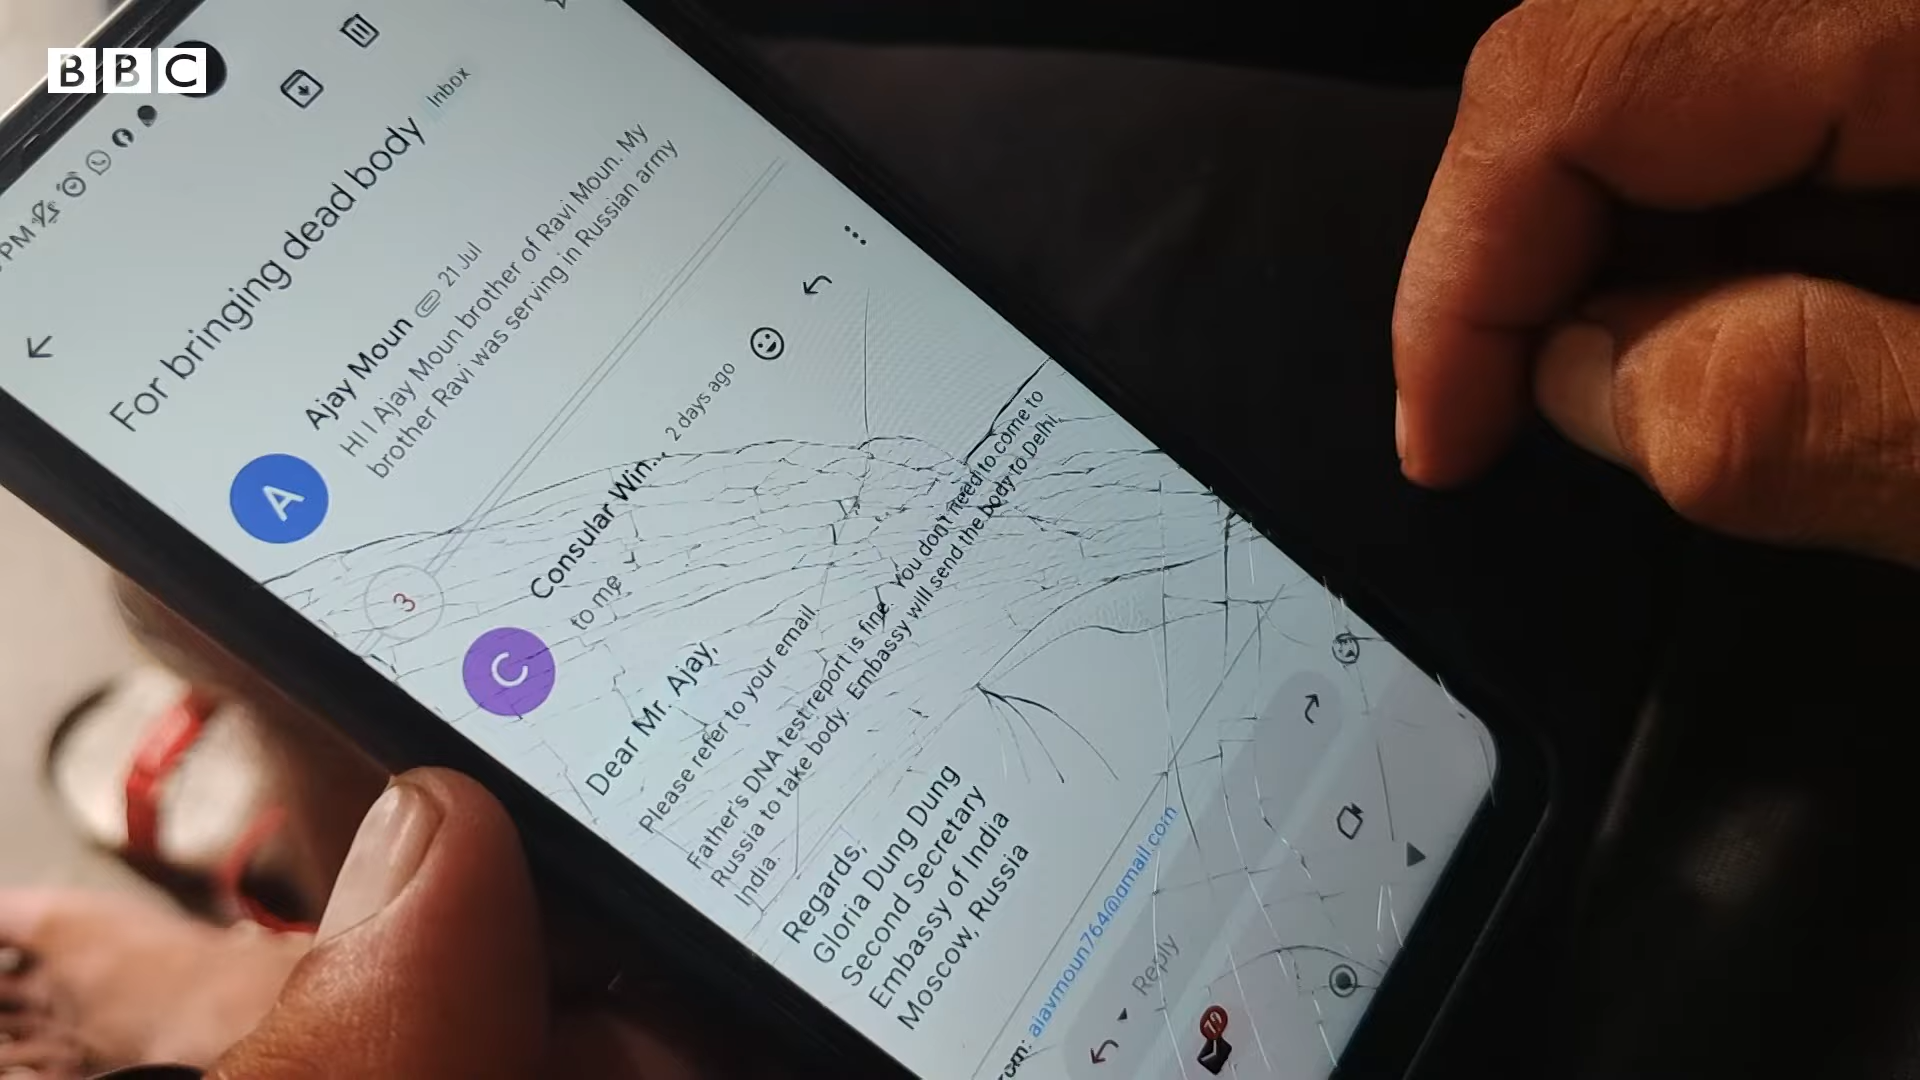 BBC
PM
For bringing dead body Inbox
A
Ajay Moun 21 Jul
HI I Ajay Moun brother of Ravi Moun. My
brother Ravi was serving in Russian army
3
C
Consular Win... 2 days ago
to me
Dear Mr. Ajay,
Please refer to your email
Father's DNA test report is fine. You don't need to come to
Russia to take body. Embassy will send the body to Delhi,
India.
Regards,
Gloria Dung Dung
Second Secretary
Embassy of India
Moscow, Russia
ajaymoun764@gmail.com
Reply